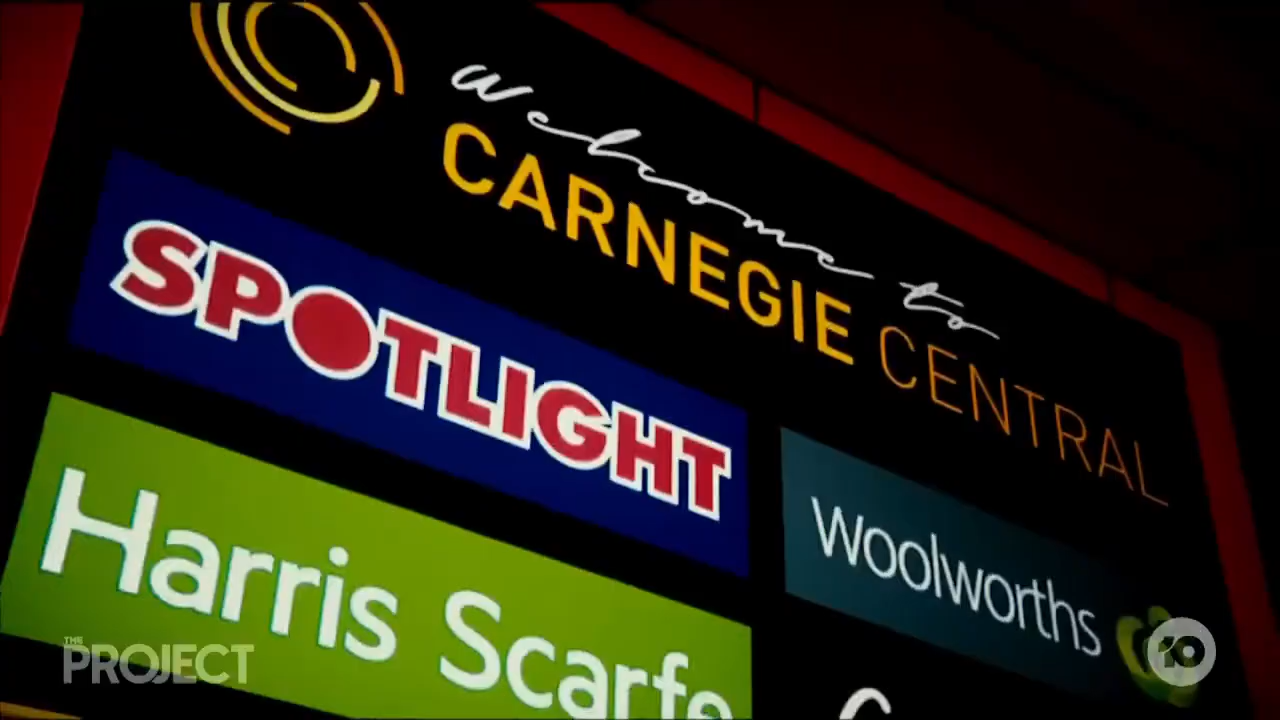 Welcome to
CARNEGIE CENTRAL
SPOTLIGHT
Woolworths
Harris Scarfe
THE
PROJECT
10